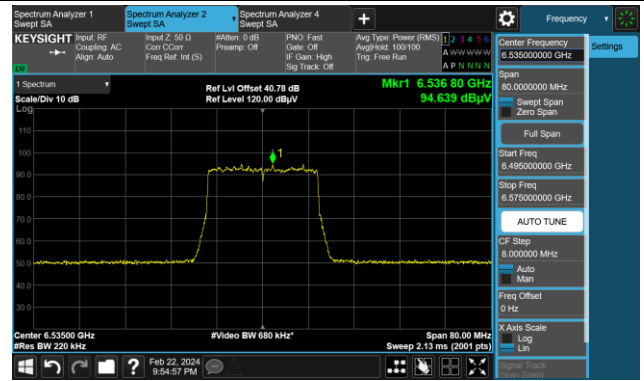 Spectrum Analyzer 1
Swept SA
Spectrum Analyzer 2
Swept SA
Spectrum Analyzer 4
Swept SA
+
Frequency
KEYSIGHT
Input: RF
Coupling: AC
Align: Auto
Input Z: 50 Ω
Corr CCorr
Freq Ref: Int (S)
#Atten: 0 dB
Preamp: Off
PNO: Fast
Gate: Off
IF Gain: High
Sig Track: Off
Avg Type: Power (RMS)
Avg|Hold: 100/100
Trig: Free Run
1 2 3 4 5 6
A W W W W W
A P N N N N
LM
1 Spectrum
Scale/Div 10 dB
Ref Lvl Offset 40.78 dB
Ref Level 120.00 dBµV
Mkr1 6.536 80 GHz
94.639 dBµV
Log
110
100
90.0
80.0
70.0
60.0
50.0
40.0
30.0
1
Center 6.53500 GHz
#Res BW 220 kHz
#Video BW 680 kHz*
Span 80.00 MHz
Sweep 2.13 ms (2001 pts)
Feb 22, 2024
9:54:57 PM
?
Center Frequency
6.535000000 GHz
Settings
Span
80.0000000 MHz
Swept Span
Zero Span
Full Span
Start Freq
6.495000000 GHz
Stop Freq
6.575000000 GHz
AUTO TUNE
CF Step
8.000000 MHz
Auto
Man
Freq Offset
0 Hz
X Axis Scale
Log
Lin
Signal Track
(Span Zoom)